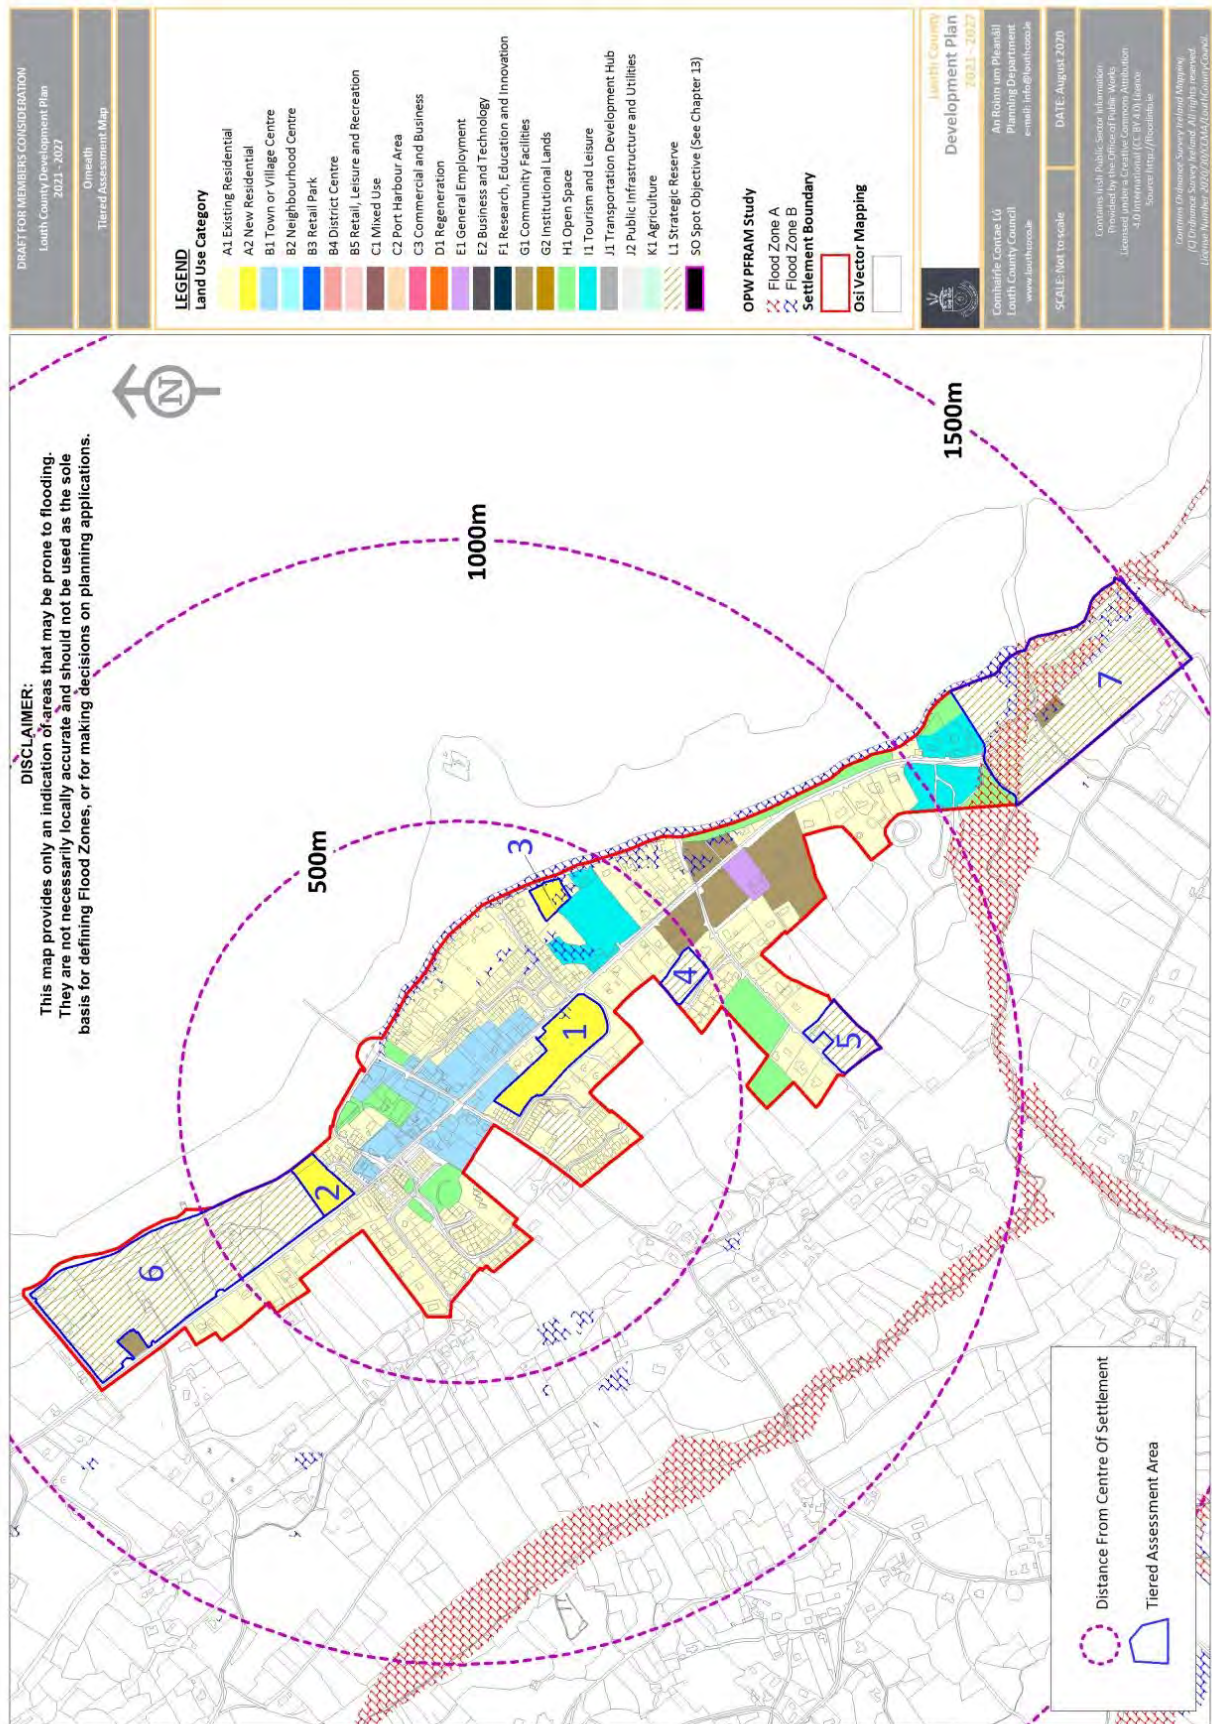 DRAFT FOR MEMBERS CONSIDERATION
Louth County Development Plan
2021 - 2027
Omeath
Tiered Assessment Map
LEGEND
Land Use Category
A1 Existing Residential
A2 New Residential
B1 Town or Village Centre
B2 Neighbourhood Centre
B3 Retail Park
B4 District Centre
B5 Retail, Leisure and Recreation
C1 Mixed Use
C2 Port Harbour Area
C3 Commercial and Business
D1 Regeneration
E1 General Employment
E2 Business and Technology
F1 Research, Education and Innovation
G1 Community Facilities
G2 Institutional Lands
H1 Open Space
I1 Tourism and Leisure
J1 Transportation Development Hub
J2 Public Infrastructure and Utilities
K1 Agriculture
L1 Strategic Reserve
SO Spot Objective (See Chapter 13)
OPW PFRAM Study
Flood Zone A
Flood Zone B
Settlement Boundary
Osi Vector Mapping
Louth County
Development Plan
2021 - 2027
Comhairle Contae Lú
Louth County Council
www.louthcoco.ie
An Roinn um Pleanáil
Planning Department
e-mail: info@louthcoco.ie
SCALE: Not to scale
DATE: August 2020
Contains Irish Public Sector Information
Provided by the Office of Public Works
Licensed under a Creative Commons Attribution
4.0 International (CC BY 4.0) licence
Source http://floodinfo.ie
Contains Ordnance Survey Ireland Mapping
(C) Ordnance Survey Ireland. All rights reserved.
DISCLAIMER:
This map provides only an indication of areas that may be prone to flooding.
They are not necessarily locally accurate and should not be used as the sole
basis for defining Flood Zones, or for making decisions on planning applications.
N
500m
1000m
1500m
1
2
3
4
5
6
7
Distance From Centre Of Settlement
Tiered Assessment Area